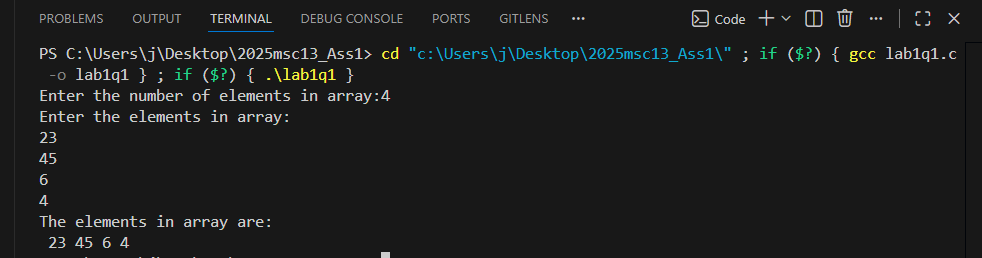 PROBLEMS OUTPUT TERMINAL DEBUG CONSOLE PORTS GITLENS ··· Code ···
PS C:\Users\j\Desktop\2025msc13_Ass1> cd "c:\Users\j\Desktop\2025msc13_Ass1\" ; if ($?) { gcc lab1q1.c
 -o lab1q1 } ; if ($?) { .\lab1q1 }
Enter the number of elements in array:4
Enter the elements in array:
23
45
6
4
The elements in array are:
 23 45 6 4